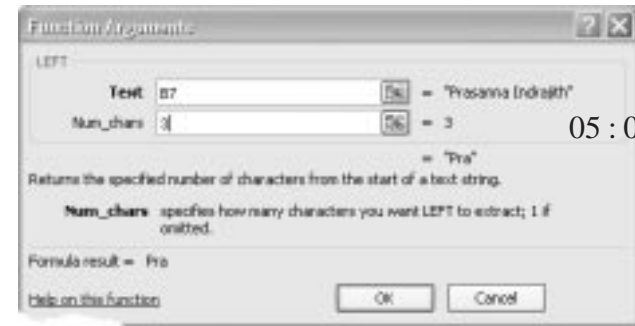 Function Arguments
LEFT
Text B7 = "Prasanna Indrajith"
Num_chars 3 = 3
05 : 0
= "Pra"
Returns the specified number of characters from the start of a text string.
Num_chars specifies how many characters you want LEFT to extract; 1 if
omitted.
Formula result = Pra
Help on this function OK Cancel